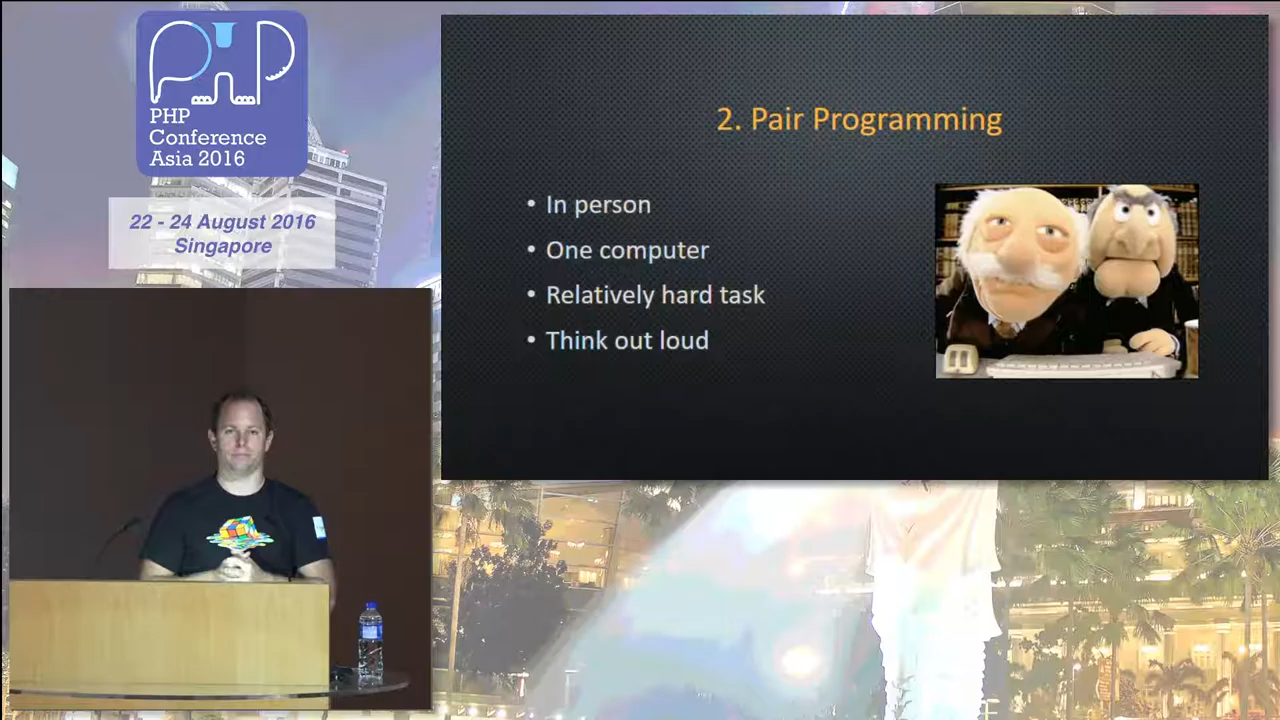 PHP
Conference
Asia 2016
22 - 24 August 2016
Singapore
2. Pair Programming
• In person
• One computer
• Relatively hard task
• Think out loud